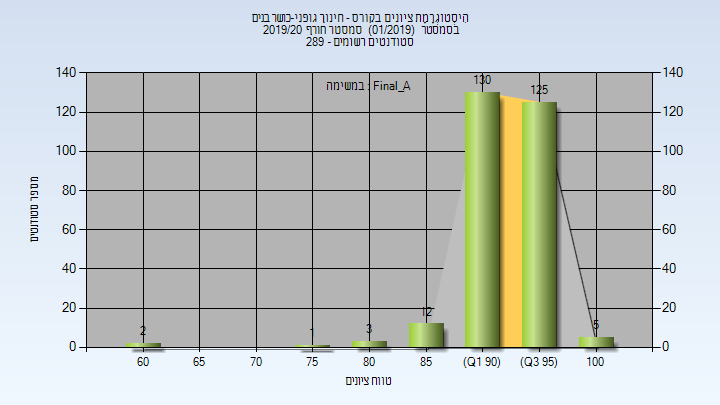 היסטוגרמת ציונים בקורס - חינוך גופני-כושר בנים
בסמסטר (01/2019) סמסטר חורף 2019/20
סטודנטים רשומים - 289
במשימה : Final_A
מספר סטודנטים
140 120 100 80 60 40 20 0
140 120 100 80 60 40 20 0
2 1 3 12 130 125 5
60 65 70 75 80 85 (Q1 90) (Q3 95) 100
טווח ציונים